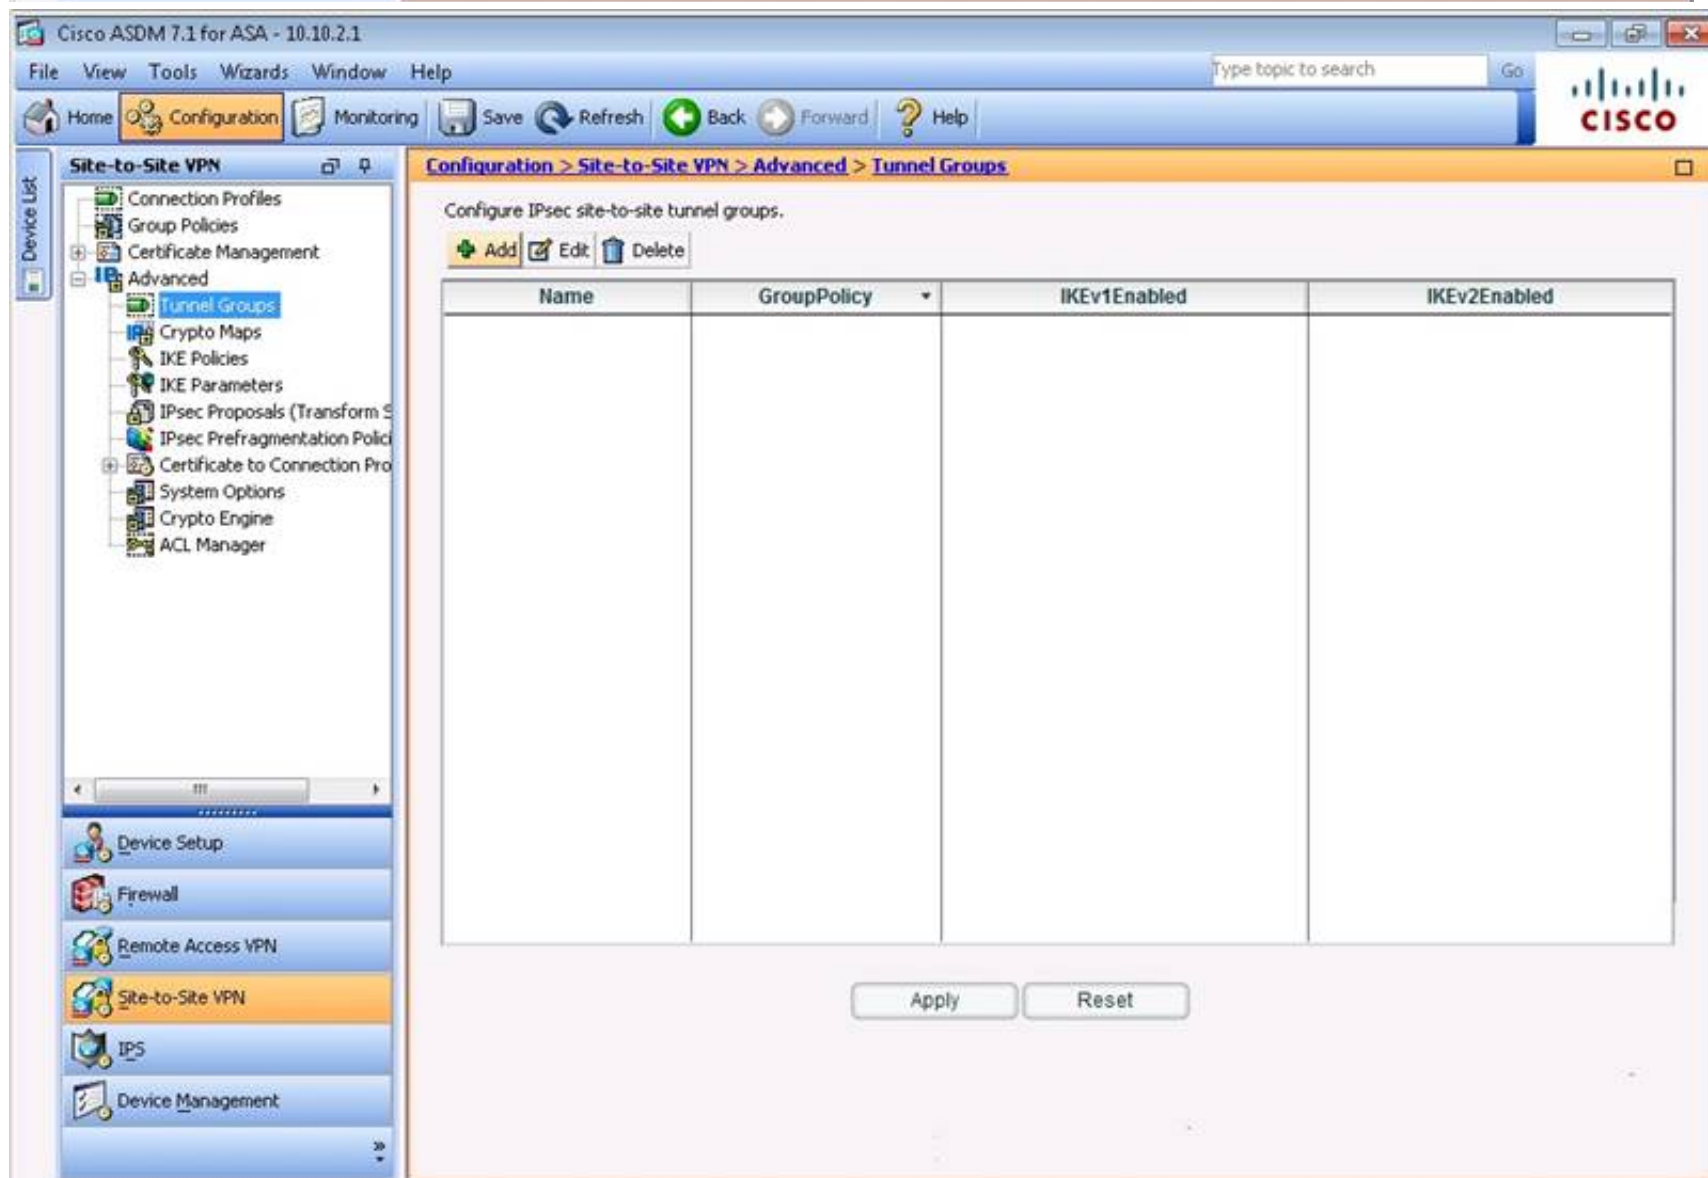 Cisco ASDM 7.1 for ASA - 10.10.2.1
File View Tools Wizards Window Help
Type topic to search Go
Home Configuration Monitoring Save Refresh Back Forward Help
CISCO
Device List
Site-to-Site VPN
Connection Profiles
Group Policies
Certificate Management
Advanced
Tunnel Groups
Crypto Maps
IKE Policies
IKE Parameters
IPsec Proposals (Transform S
IPsec Prefragmentation Polici
Certificate to Connection Pro
System Options
Crypto Engine
ACL Manager
Device Setup
Firewall
Remote Access VPN
Site-to-Site VPN
IPS
Device Management
Configuration > Site-to-Site VPN > Advanced > Tunnel Groups
Configure IPsec site-to-site tunnel groups.
Add Edit Delete
Name GroupPolicy IKEv1Enabled IKEv2Enabled
Apply Reset